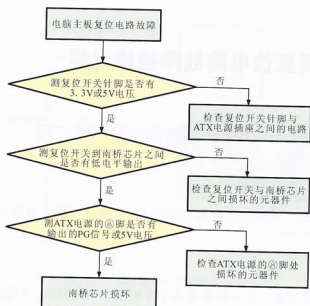 电脑主板复位电路故障
测复位开关针脚是否有
3.3V或5V电压
否
是
检查复位开关针脚与
ATX电源插座之间的电路
测复位开关到南桥芯片之间
是否有低电平输出
否
是
检查复位开关与南桥芯片
之间损坏的元器件
测ATX电源的⑧脚是否有
输出的PG信号或5V电压
否
是
检查ATX电源的⑧脚处
损坏的元器件
南桥芯片损坏